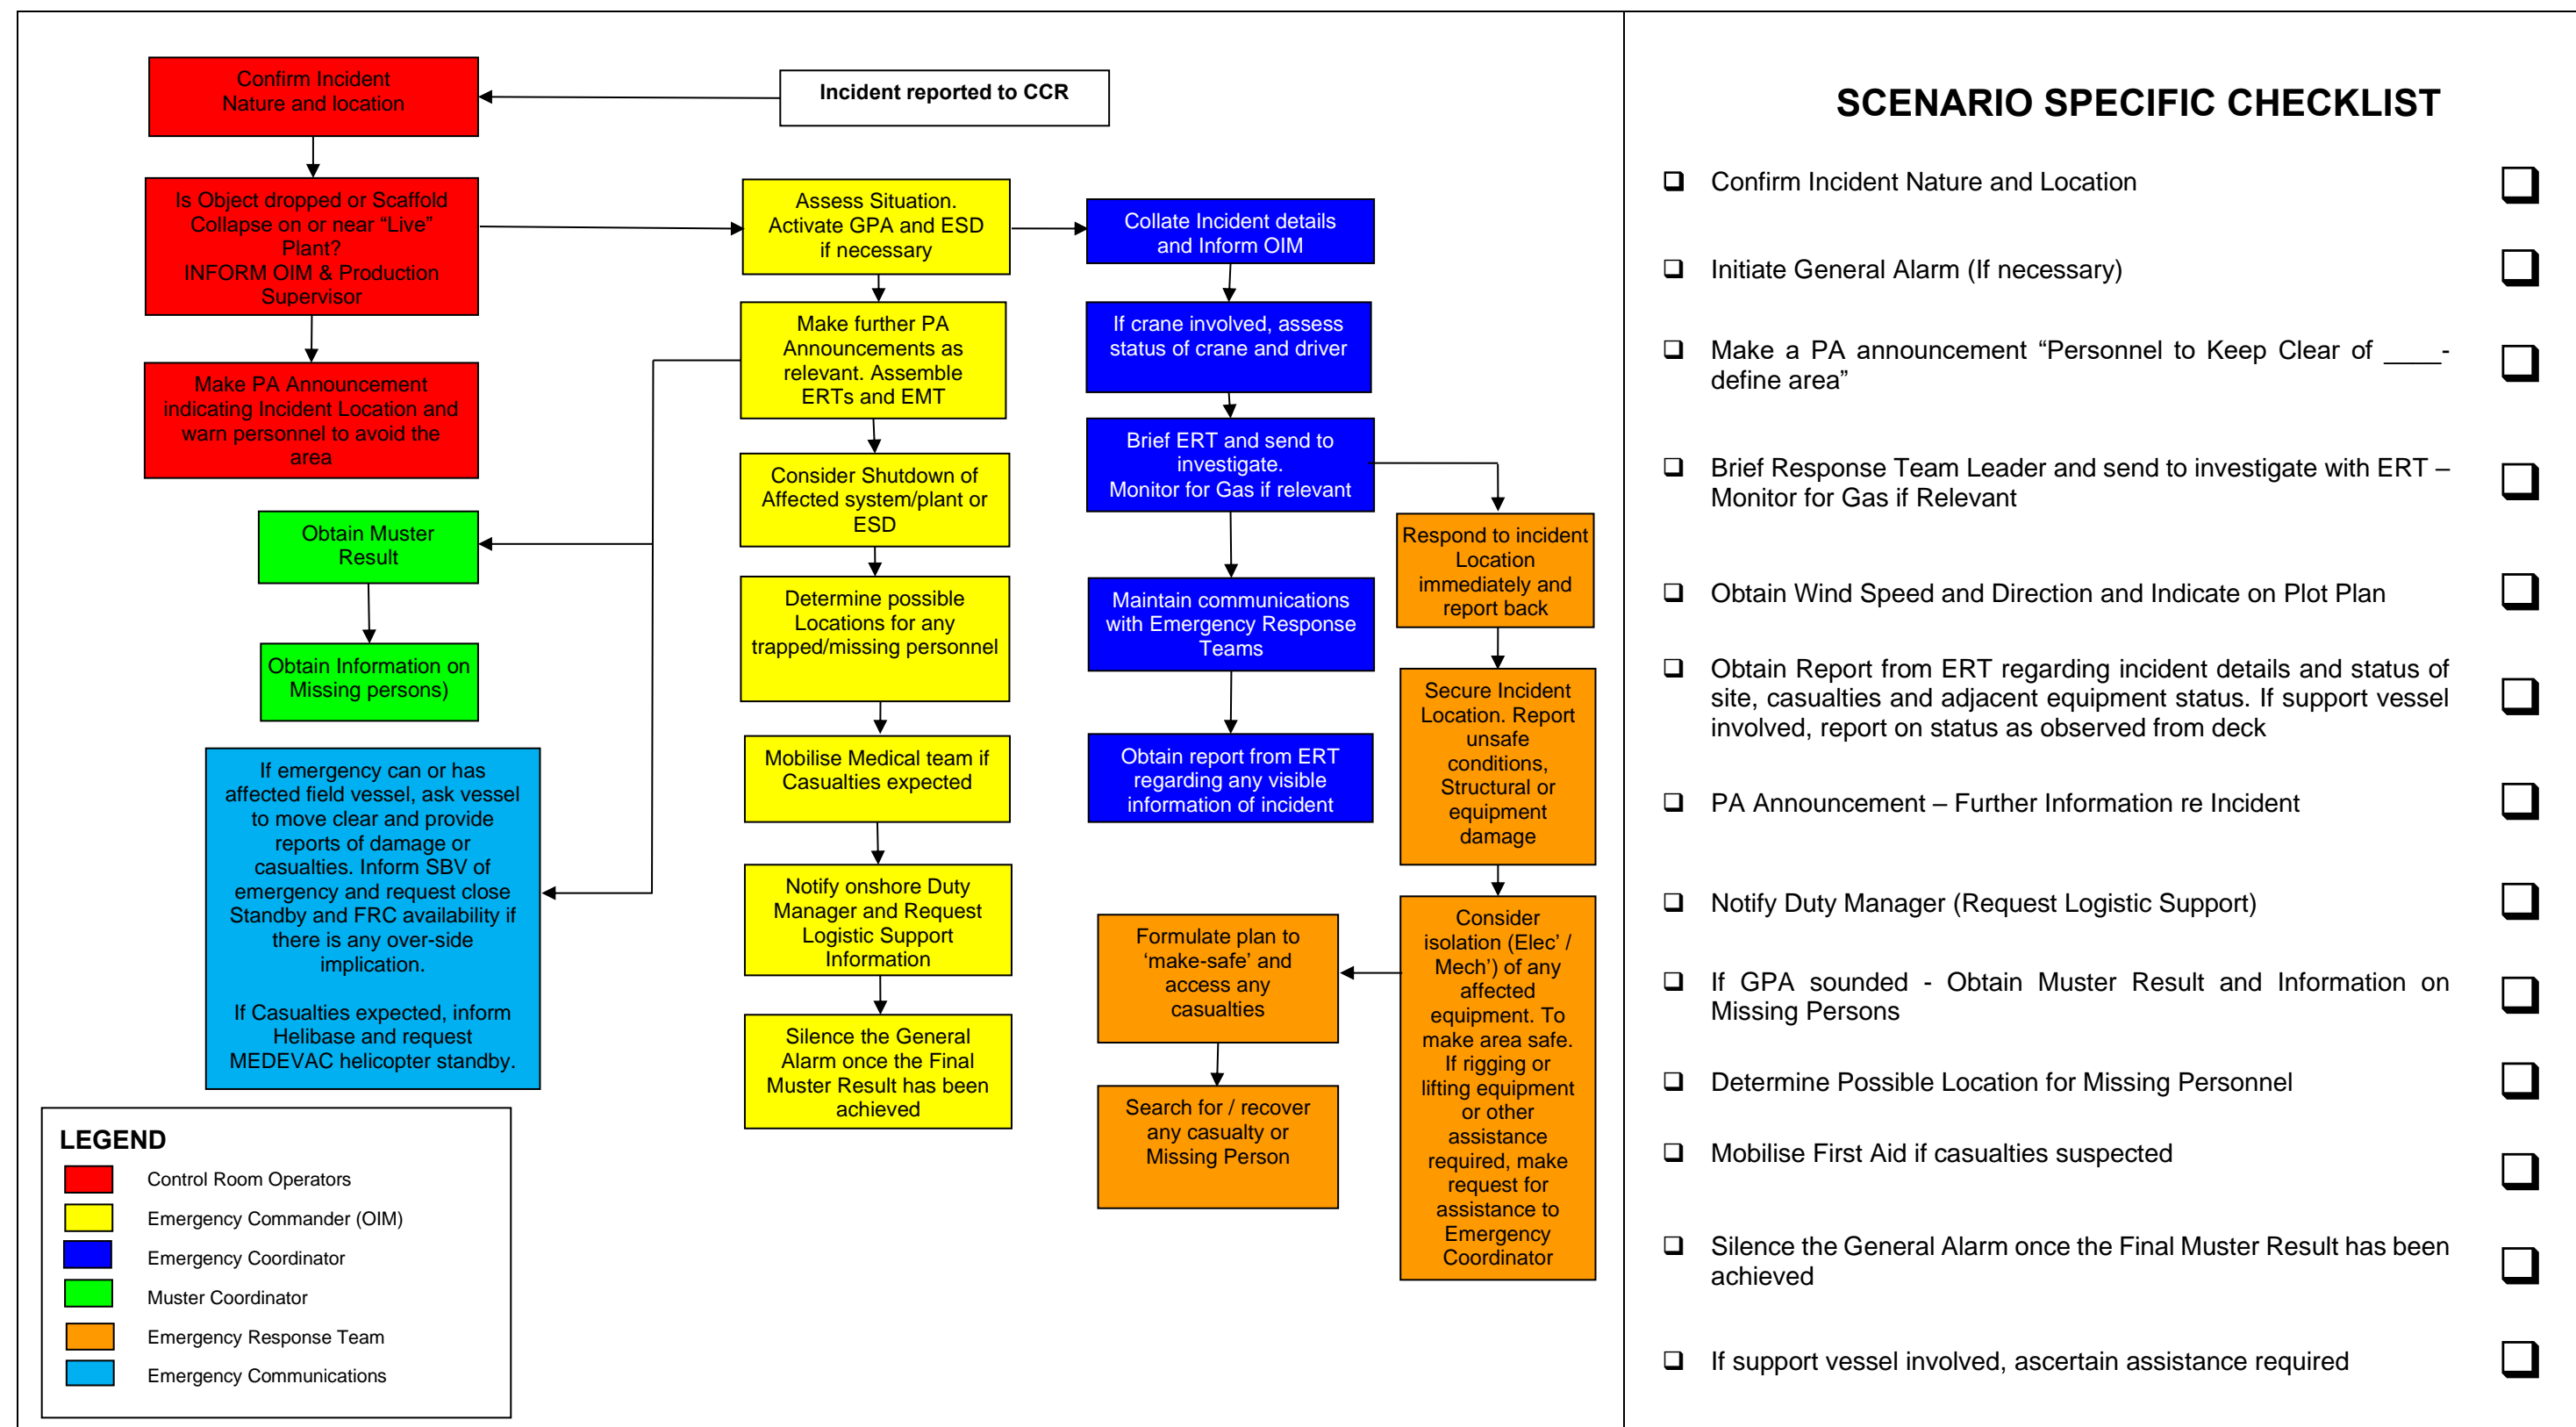 Confirm Incident
Nature and location
Incident reported to CCR
Is Object dropped or Scaffold
Collapse on or near “Live”
Plant?
INFORM OIM & Production
Supervisor
Make PA Announcement
indicating Incident Location and
warn personnel to avoid the
area
Obtain Muster
Result
Obtain Information on
Missing persons)
If emergency can or has
affected field vessel, ask vessel
to move clear and provide
reports of damage or
casualties. Inform SBV of
emergency and request close
Standby and FRC availability if
there is any over-side
implication.
If Casualties expected, inform
Helibase and request
MEDEVAC helicopter standby.
Assess Situation.
Activate GPA and ESD
if necessary
Make further PA
Announcements as
relevant. Assemble
ERTs and EMT
Consider Shutdown of
Affected system/plant or
ESD
Determine possible
Locations for any
trapped/missing personnel
Mobilise Medical team if
Casualties expected
Notify onshore Duty
Manager and Request
Logistic Support
Information
Silence the General
Alarm once the Final
Muster Result has been
achieved
Collate Incident details
and Inform OIM
If crane involved, assess
status of crane and driver
Brief ERT and send to
investigate.
Monitor for Gas if relevant
Maintain communications
with Emergency Response
Teams
Obtain report from ERT
regarding any visible
information of incident
Respond to incident
Location
immediately and
report back
Secure Incident
Location. Report
unsafe
conditions,
Structural or
equipment
damage
Consider
isolation (Elec’ /
Mech’) of any
affected
equipment. To
make area safe.
If rigging or
lifting equipment
or other
assistance
required, make
request for
assistance to
Emergency
Coordinator
Formulate plan to
‘make-safe’ and
access any
casualties
Search for / recover
any casualty or
Missing Person
LEGEND
Control Room Operators
Emergency Commander (OIM)
Emergency Coordinator
Muster Coordinator
Emergency Response Team
Emergency Communications
SCENARIO SPECIFIC CHECKLIST
Confirm Incident Nature and Location
Initiate General Alarm (If necessary)
Make a PA announcement “Personnel to Keep Clear of ____-
define area”
Brief Response Team Leader and send to investigate with ERT –
Monitor for Gas if Relevant
Obtain Wind Speed and Direction and Indicate on Plot Plan
Obtain Report from ERT regarding incident details and status of
site, casualties and adjacent equipment status. If support vessel
involved, report on status as observed from deck
PA Announcement – Further Information re Incident
Notify Duty Manager (Request Logistic Support)
If GPA sounded - Obtain Muster Result and Information on
Missing Persons
Determine Possible Location for Missing Personnel
Mobilise First Aid if casualties suspected
Silence the General Alarm once the Final Muster Result has been
achieved
If support vessel involved, ascertain assistance required